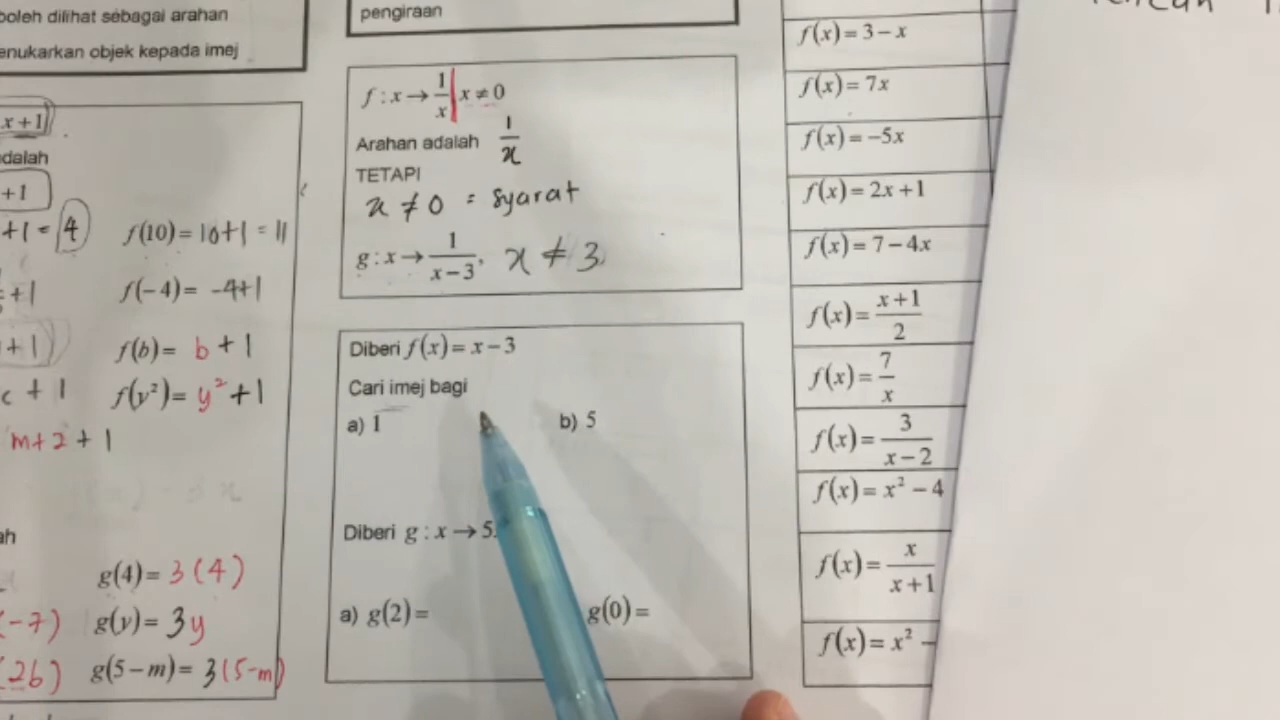 boleh dilihat sebagai arahan
enukarkan objek kepada imej
pengiraan
x+1
dalah
+1
+1 = 4
f(10) = 10+1 = 11
+1
f(-4) = -4+1
+1)
f(b) = b + 1
+ 1
f(y²) = y² + 1
m+2 + 1
ah
g(4) = 3(4)
(-7)
g(y) = 3y
(26)
g(5-m) = 3(5-m)
f : x → 1/x, x ≠ 0
Arahan adalah 1/x
TETAPI
x ≠ 0 = syarat
g : x → 1/(x-3), x ≠ 3
Diberi f(x) = x - 3
Cari imej bagi
a) 1
b) 5
Diberi g : x → 5
a) g(2) =
g(0) =
f(x) = 3 - x
f(x) = 7x
f(x) = -5x
f(x) = 2x + 1
f(x) = 7 - 4x
f(x) = (x+1)/2
f(x) = 7/x
f(x) = 3/(x-2)
f(x) = x² - 4
f(x) = x/(x+1)
f(x) = x² -